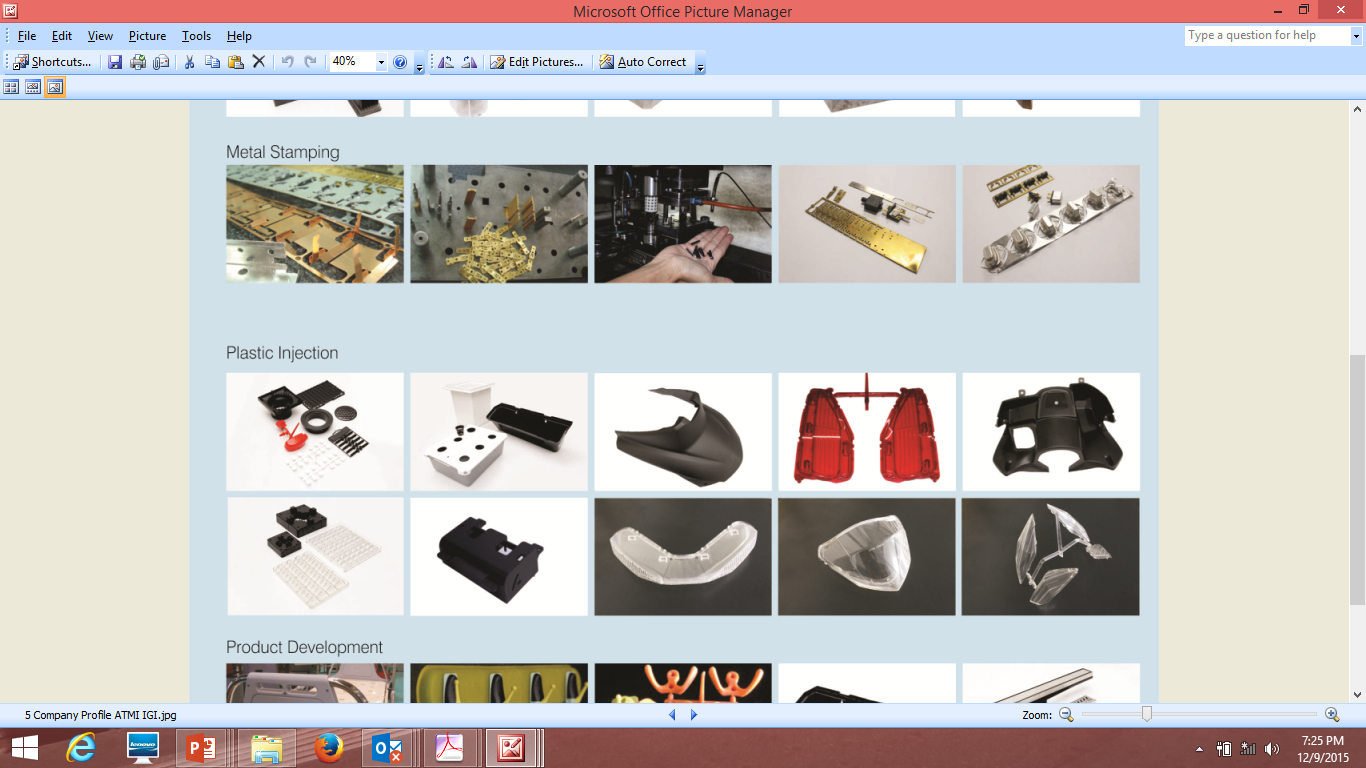 Microsoft Office Picture Manager
File Edit View Picture Tools Help
Type a question for help
Shortcuts... 40% Edit Pictures... Auto Correct
Metal Stamping
Plastic Injection
Product Development
5 Company Profile ATMI IGI.jpg
Zoom:
lenovo
7:25 PM
12/9/2015